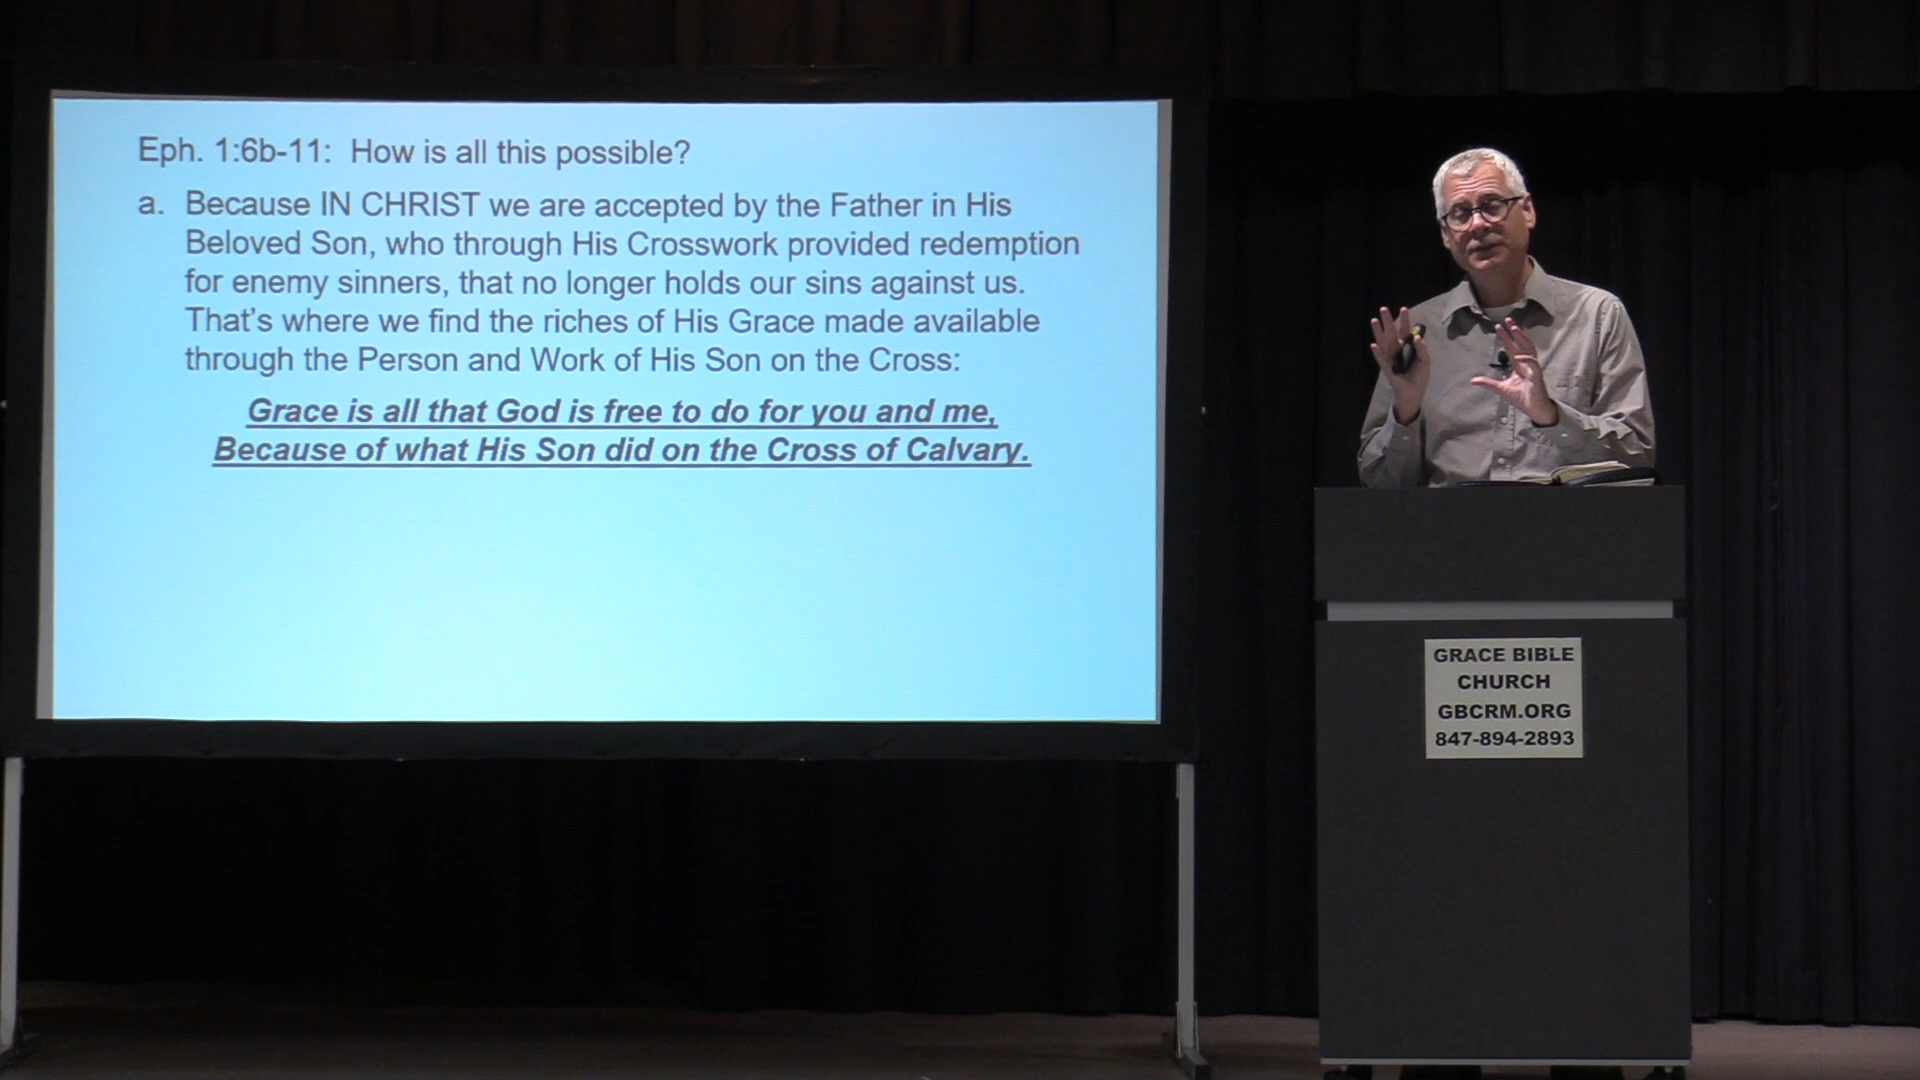 Eph. 1:6b-11: How is all this possible?
a. Because IN CHRIST we are accepted by the Father in His
Beloved Son, who through His Crosswork provided redemption
for enemy sinners, that no longer holds our sins against us.
That's where we find the riches of His Grace made available
through the Person and Work of His Son on the Cross:
Grace is all that God is free to do for you and me,
Because of what His Son did on the Cross of Calvary.
GRACE BIBLE
CHURCH
GBCRM.ORG
847-894-2893